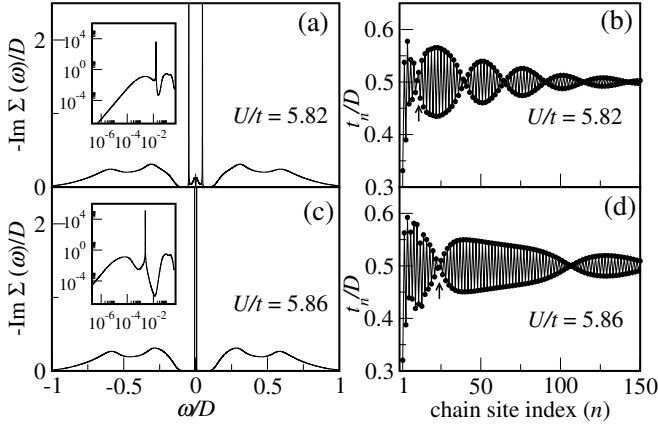 (a)
2
1
0
-Im Σ (ω)/D
10^4
10^0
10^-4
10^-6 10^-4 10^-2
U/t = 5.82
(b)
0.6
0.5
0.4
0.3
t_n/D
U/t = 5.82
(c)
2
1
0
-Im Σ (ω)/D
10^4
10^0
10^-4
10^-6 10^-4 10^-2
U/t = 5.86
-1 -0.5 0 0.5 1
ω/D
(d)
0.6
0.5
0.4
0.3
t_n/D
U/t = 5.86
1 50 100 150
chain site index (n)